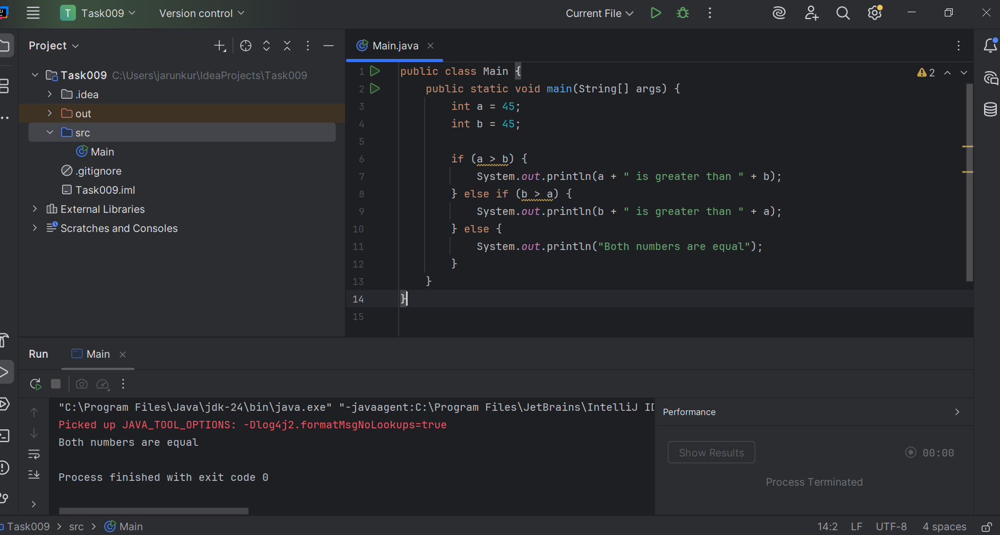 T Task009 Version control Current File
Project
Main.java
Task009 C:\Users\jarunkur\IdeaProjects\Task009
.idea
out
src
Main
.gitignore
Task009.iml
External Libraries
Scratches and Consoles
2
1 public class Main {
2 public static void main(String[] args) {
3 int a = 45;
4 int b = 45;
5
6 if (a > b) {
7 System.out.println(a + " is greater than " + b);
8 } else if (b > a) {
9 System.out.println(b + " is greater than " + a);
10 } else {
11 System.out.println("Both numbers are equal");
12 }
13 }
14 }
15
Run Main
"C:\Program Files\Java\jdk-24\bin\java.exe" "-javaagent:C:\Program Files\JetBrains\IntelliJ ID
Picked up JAVA_TOOL_OPTIONS: -Dlog4j2.formatMsgNoLookups=true
Both numbers are equal
Process finished with exit code 0
Performance
Show Results 00:00
Process Terminated
Task009 > src > Main 14:2 LF UTF-8 4 spaces